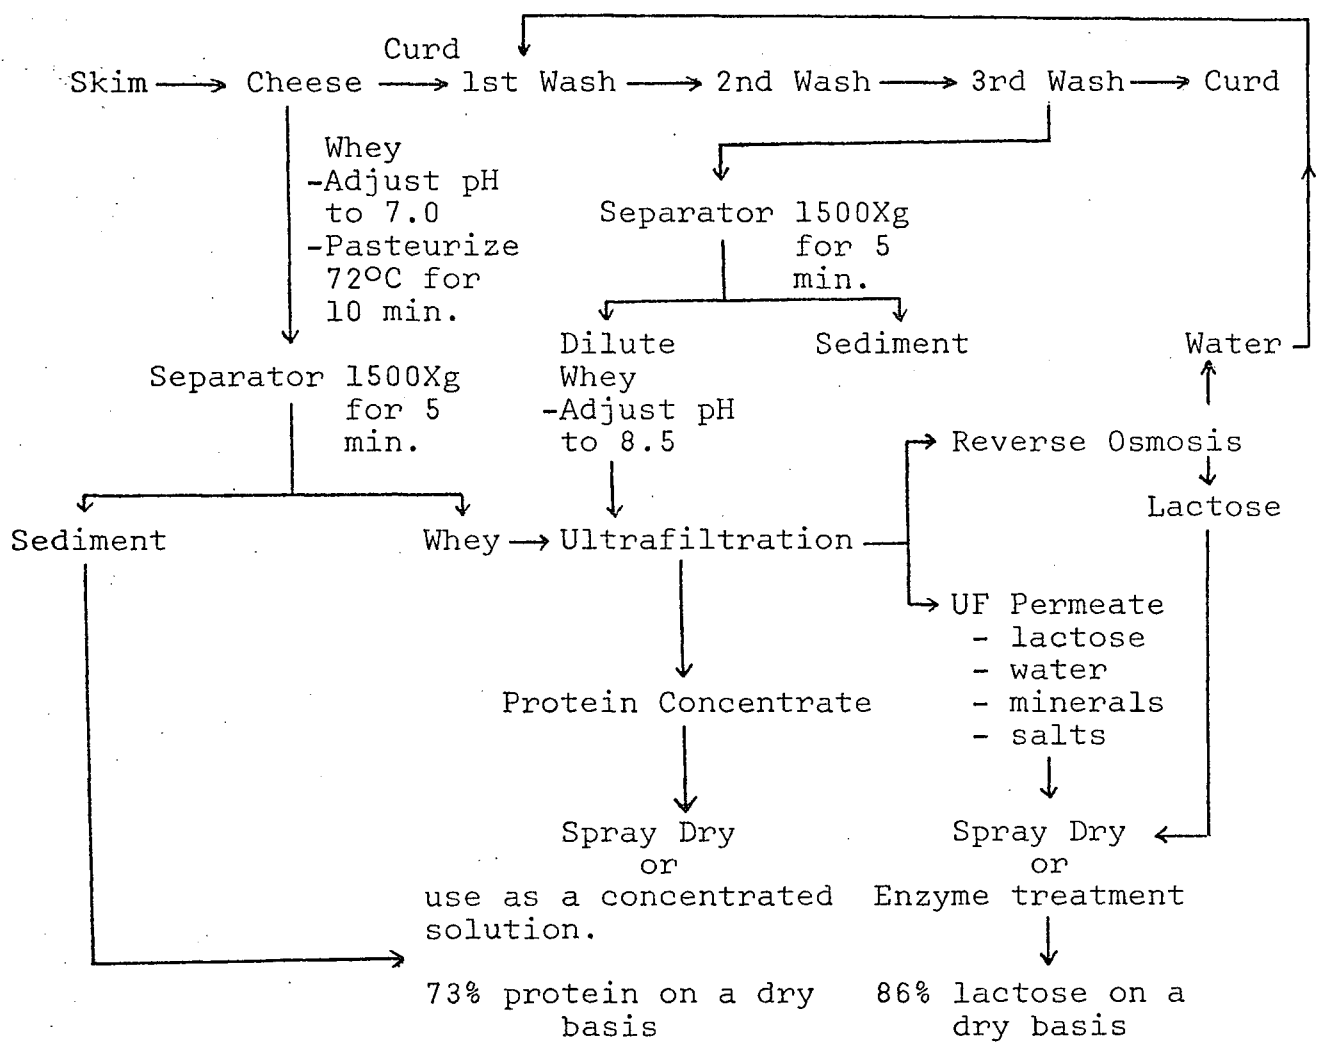 Curd
Skim Cheese 1st Wash 2nd Wash 3rd Wash Curd
Whey
-Adjust pH
to 7.0
-Pasteurize
72°C for
10 min.
Separator 1500Xg
for 5
min.
Separator 1500Xg
for 5
min.
Dilute
Whey
-Adjust pH
to 8.5
Sediment
Water
Reverse Osmosis
Lactose
Sediment
Whey
Ultrafiltration
UF Permeate
- lactose
- water
- minerals
- salts
Protein Concentrate
Spray Dry
or
use as a concentrated
solution.
73% protein on a dry
basis
Spray Dry
or
Enzyme treatment
86% lactose on a
dry basis